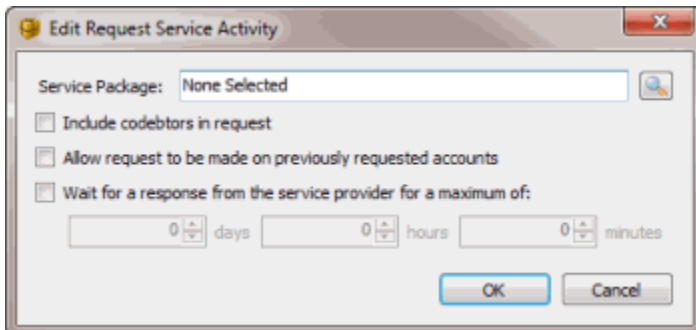 Edit Request Service Activity
Service Package: None Selected
Include codebtors in request
Allow request to be made on previously requested accounts
Wait for a response from the service provider for a maximum of:
0 days 0 hours 0 minutes
OK Cancel